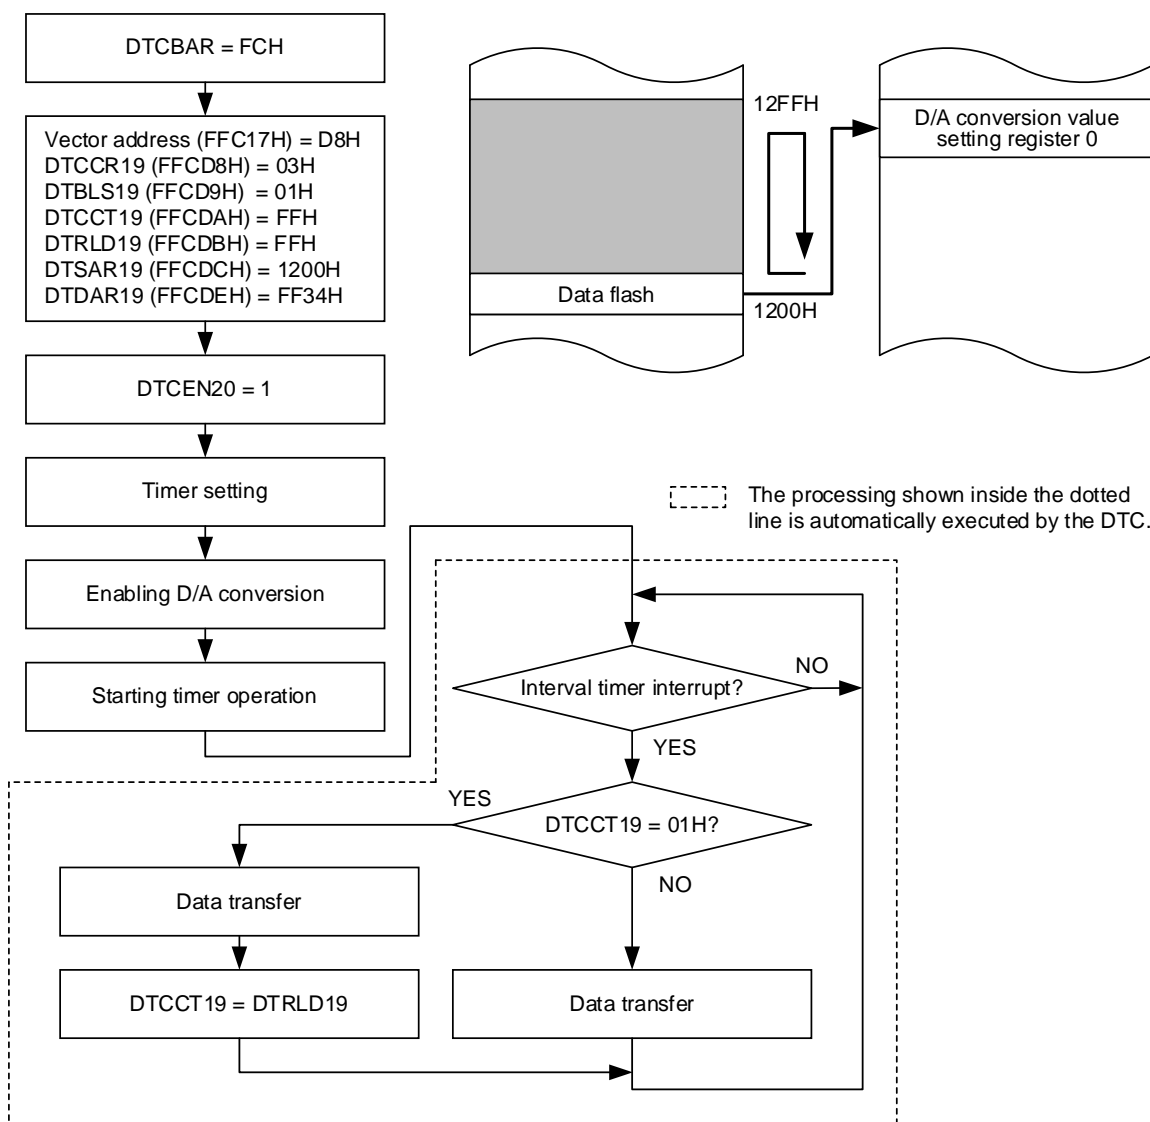 DTCBAR = FCH
Vector address (FFC17H) = D8H
DTCCR19 (FFCD8H) = 03H
DTBLS19 (FFCD9H) = 01H
DTCCT19 (FFCDAH) = FFH
DTRLD19 (FFCDBH) = FFH
DTSAR19 (FFCDCH) = 1200H
DTDAR19 (FFCDEH) = FF34H
DTCEN20 = 1
Timer setting
Enabling D/A conversion
Starting timer operation
12FFH
D/A conversion value
setting register 0
Data flash
1200H
The processing shown inside the dotted
line is automatically executed by the DTC.
Interval timer interrupt?
NO
YES
DTCCT19 = 01H?
YES
NO
Data transfer
DTCCT19 = DTRLD19
Data transfer